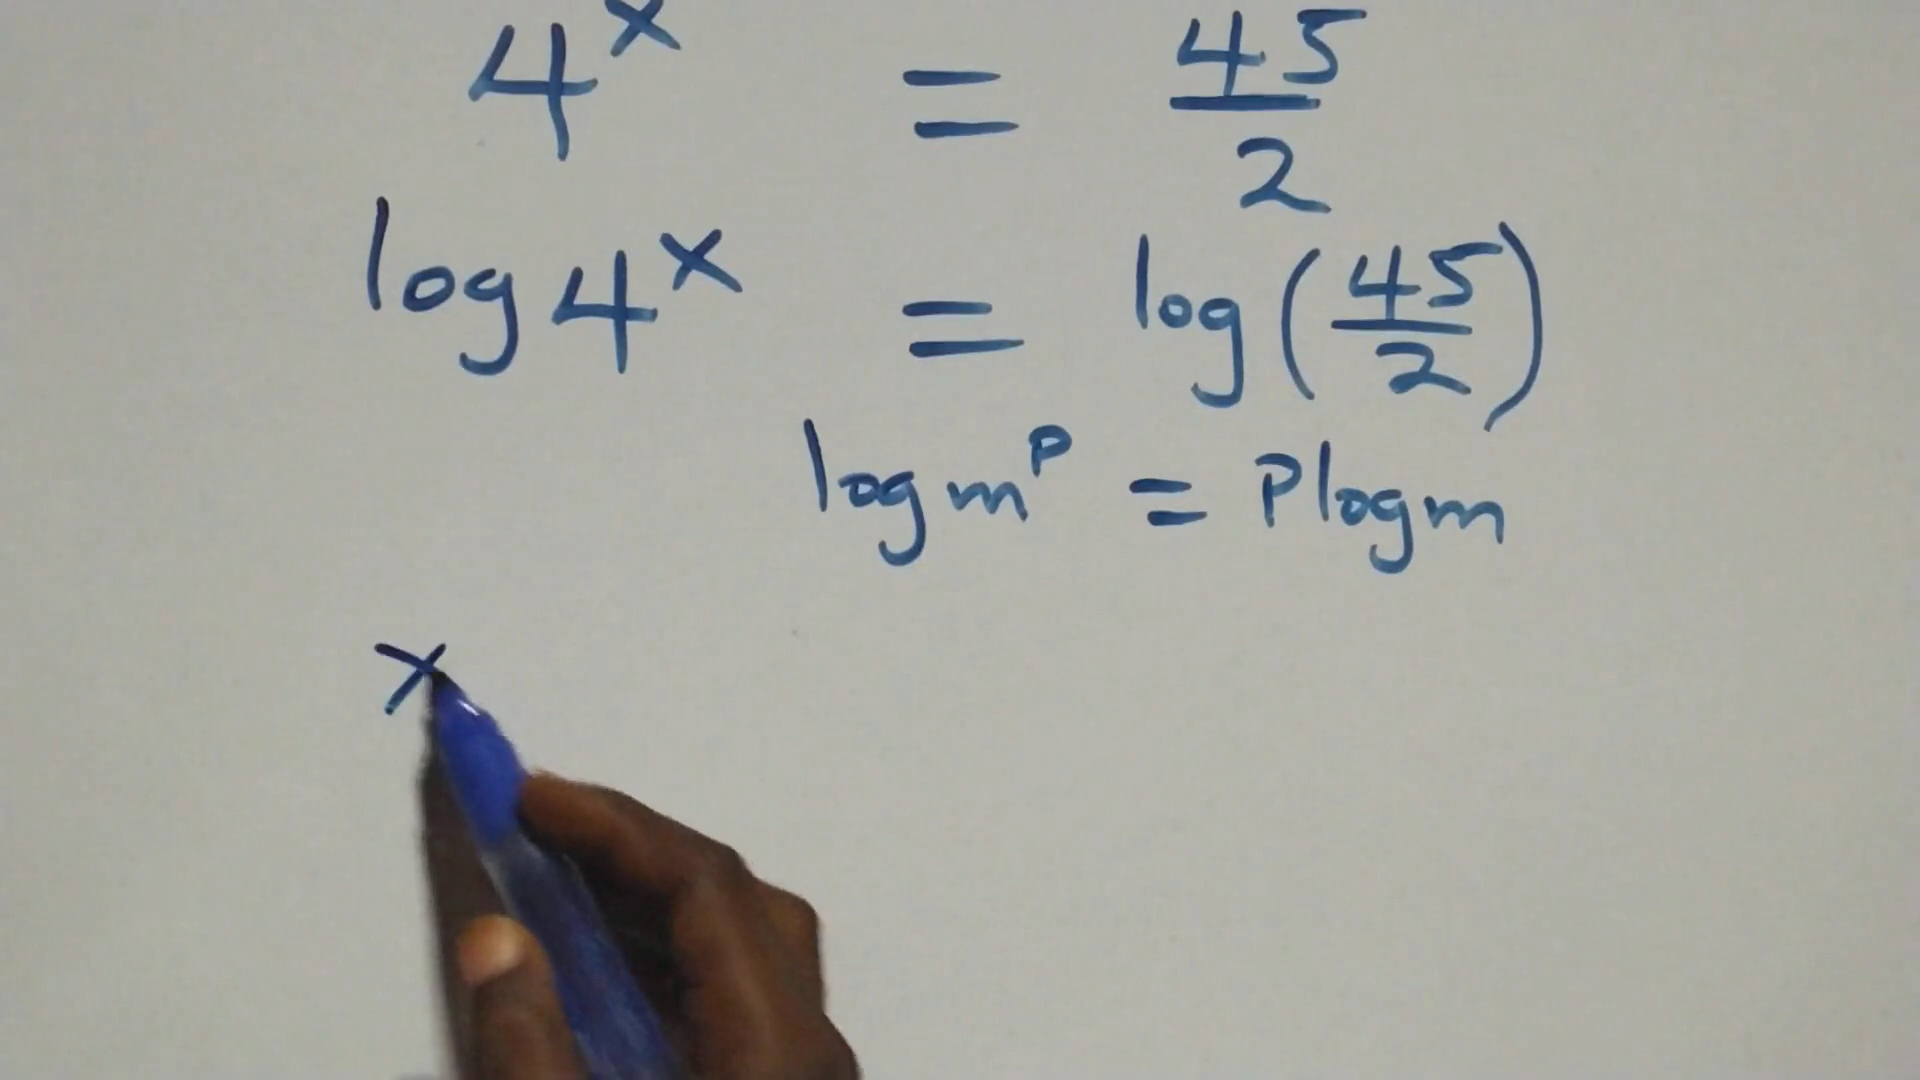 4^x = 45/2
log 4^x = log(45/2)
log m^P = P log m
x